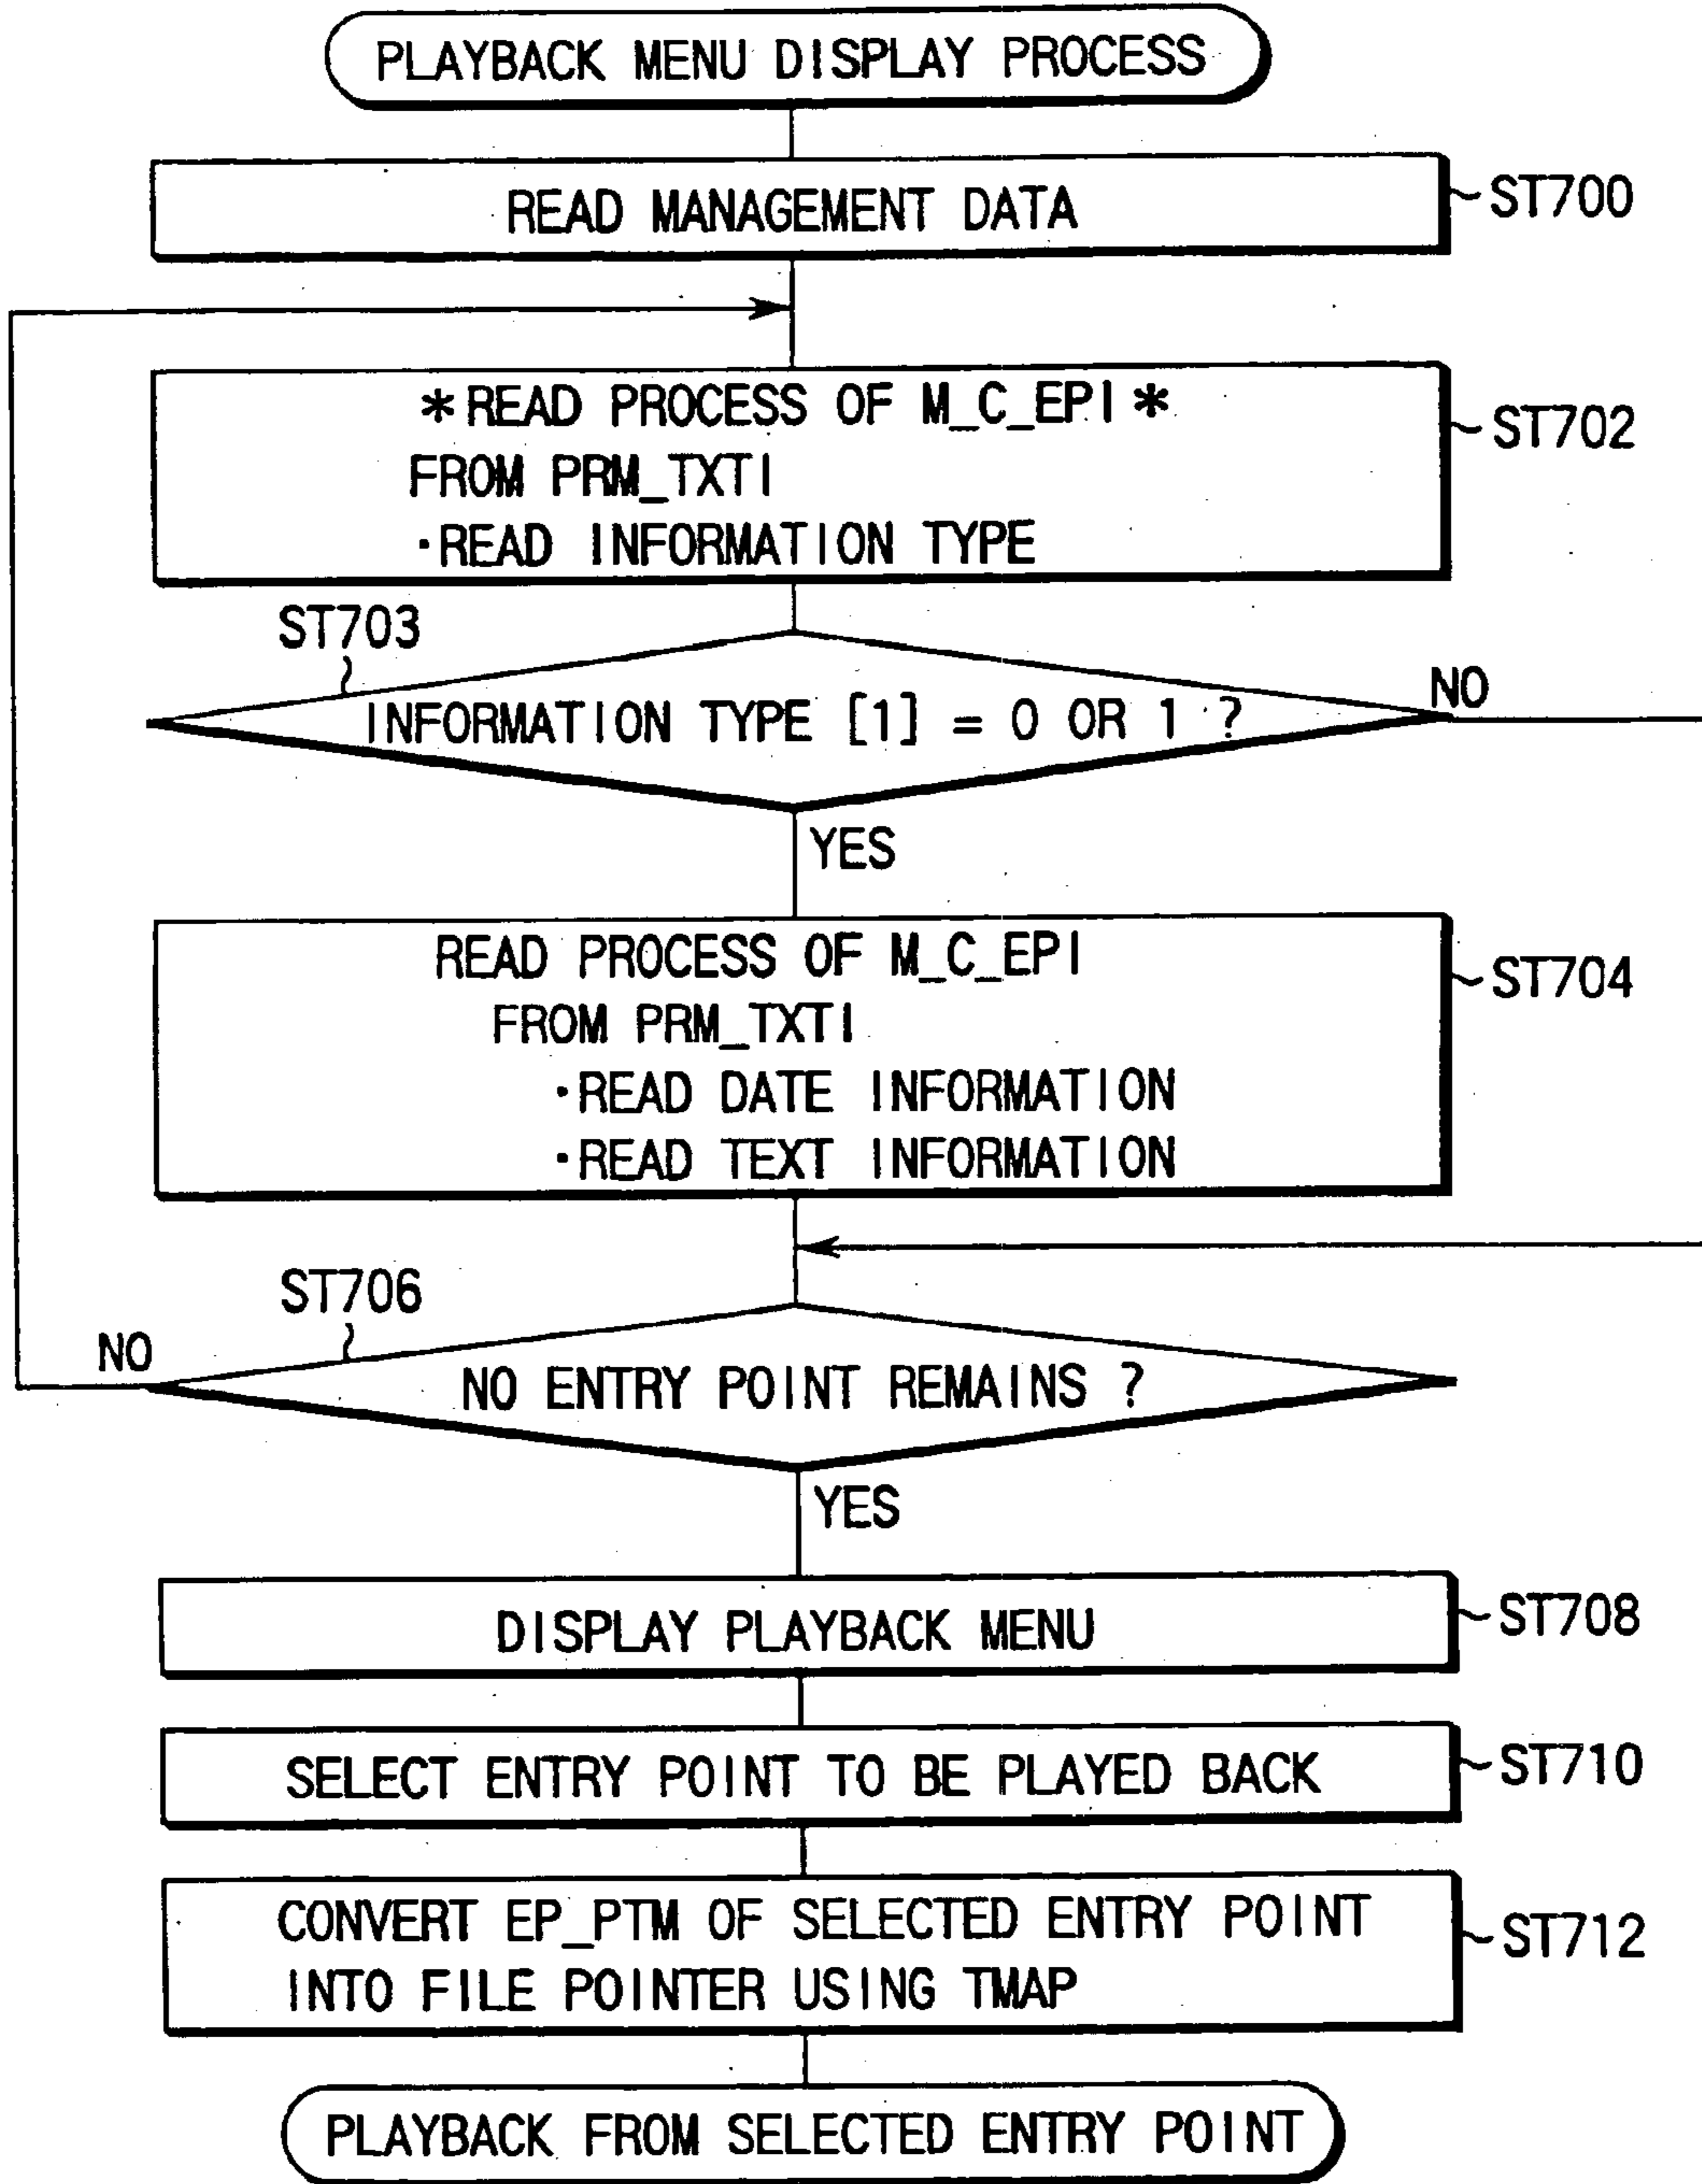 PLAYBACK MENU DISPLAY PROCESS
READ MANAGEMENT DATA
ST700
*READ PROCESS OF M_C_EPI*
FROM PRM_TXTI
·READ INFORMATION TYPE
ST702
ST703
INFORMATION TYPE [1] = 0 OR 1 ?
NO
YES
READ PROCESS OF M_C_EPI
FROM PRM_TXTI
·READ DATE INFORMATION
·READ TEXT INFORMATION
ST704
ST706
NO
NO ENTRY POINT REMAINS ?
YES
DISPLAY PLAYBACK MENU
ST708
SELECT ENTRY POINT TO BE PLAYED BACK
ST710
CONVERT EP_PTM OF SELECTED ENTRY POINT
INTO FILE POINTER USING TMAP
ST712
PLAYBACK FROM SELECTED ENTRY POINT